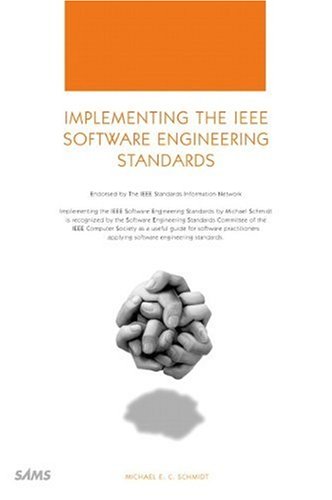 IMPLEMENTING THE IEEE
SOFTWARE ENGINEERING
STANDARDS
Endorsed by The IEEE Standards Information Network
Implementing the IEEE Software Engineering Standards by Michael Schmidt
is recognized by the Software Engineering Standards Committee of the
IEEE Computer Society as a useful guide for software practitioners
applying software engineering standards.
SAMS
MICHAEL E. C. SCHMIDT